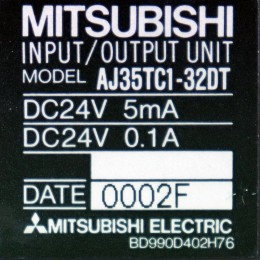 MITSUBISHI
INPUT/OUTPUT UNIT
MODEL AJ35TC1-32DT
DC24V 5mA
DC24V 0.1A
DATE 0002F
MITSUBISHI ELECTRIC
BD990D402H76